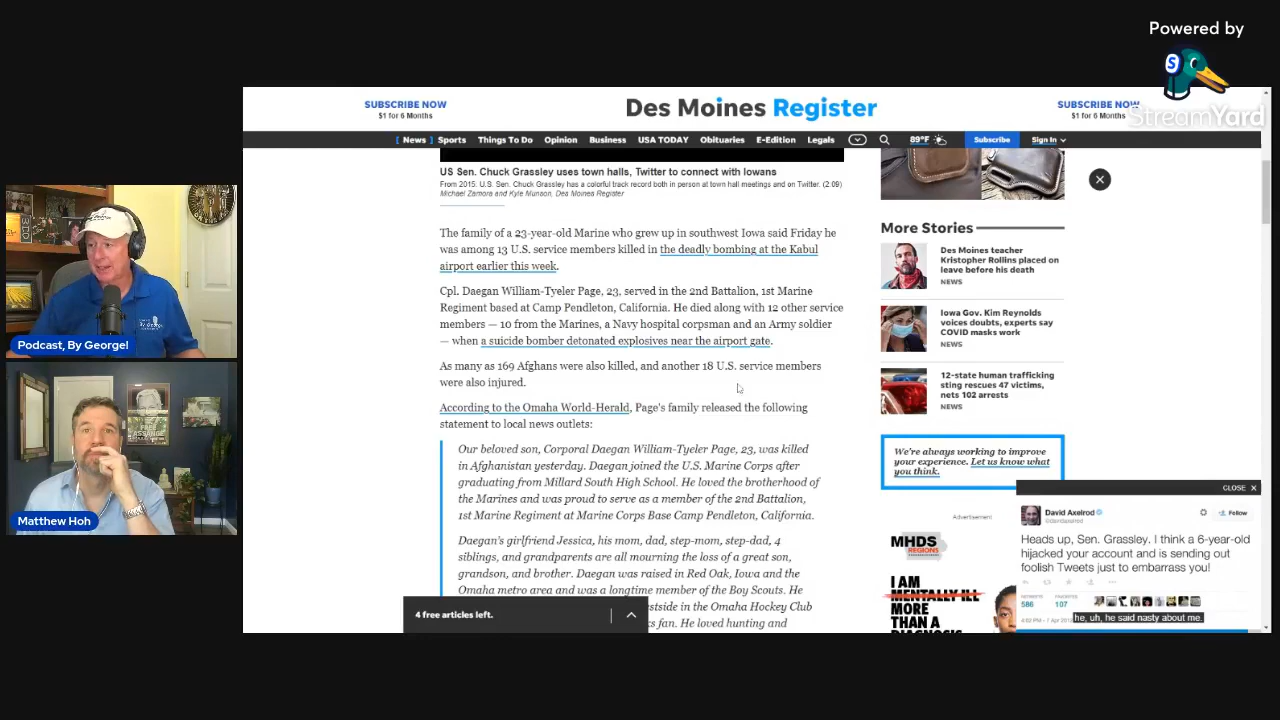 Powered by
S
StreamYard
SUBSCRIBE NOW
$1 for 6 Months
Des Moines Register
SUBSCRIBE NOW
$1 for 6 Months
[ News ] Sports Things To Do Opinion Business USA TODAY Obituaries E-Edition Legals 89°F Subscribe Sign In
US Sen. Chuck Grassley uses town halls, Twitter to connect with Iowans
From 2015: U.S. Sen. Chuck Grassley has a colorful track record both in person at town hall meetings and on Twitter. (2:09)
Michael Zamora and Kyle Munson, Des Moines Register
The family of a 23-year-old Marine who grew up in southwest Iowa said Friday he
was among 13 U.S. service members killed in the deadly bombing at the Kabul
airport earlier this week.
Cpl. Daegan William-Tyeler Page, 23, served in the 2nd Battalion, 1st Marine
Regiment based at Camp Pendleton, California. He died along with 12 other service
members — 10 from the Marines, a Navy hospital corpsman and an Army soldier
— when a suicide bomber detonated explosives near the airport gate.
As many as 169 Afghans were also killed, and another 18 U.S. service members
were also injured.
According to the Omaha World-Herald, Page's family released the following
statement to local news outlets:
Our beloved son, Corporal Daegan William-Tyeler Page, 23, was killed
in Afghanistan yesterday. Daegan joined the U.S. Marine Corps after
graduating from Millard South High School. He loved the brotherhood of
the Marines and was proud to serve as a member of the 2nd Battalion,
1st Marine Regiment at Marine Corps Base Camp Pendleton, California.
Daegan's girlfriend Jessica, his mom, dad, step-mom, step-dad, 4
siblings, and grandparents are all mourning the loss of a great son,
grandson, and brother. Daegan was raised in Red Oak, Iowa and the
Omaha metro area and was a longtime member of the Boy Scouts. He
in the Omaha Hockey Club
fan. He loved hunting and
4 free articles left.
More Stories
Des Moines teacher
Kristopher Rollins placed on
leave before his death
NEWS
Iowa Gov. Kim Reynolds
voices doubts, experts say
COVID masks work
NEWS
12-state human trafficking
sting rescues 47 victims,
nets 102 arrests
NEWS
We're always working to improve
your experience. Let us know what
you think.
Advertisement
MHDS
REGIONS
I AM
MENTALLY ILL
MORE
THAN A
DIAGNOSIS
CLOSE X
David Axelrod
@davidaxelrod
Follow
Heads up, Sen. Grassley. I think a 6-year-old
hijacked your account and is sending out
foolish Tweets just to embarrass you!
RETWEETS
586
FAVORITES
107
he, uh, he said nasty about me.
Podcast, By George!
FREE
ASSANGE
Matthew Hoh